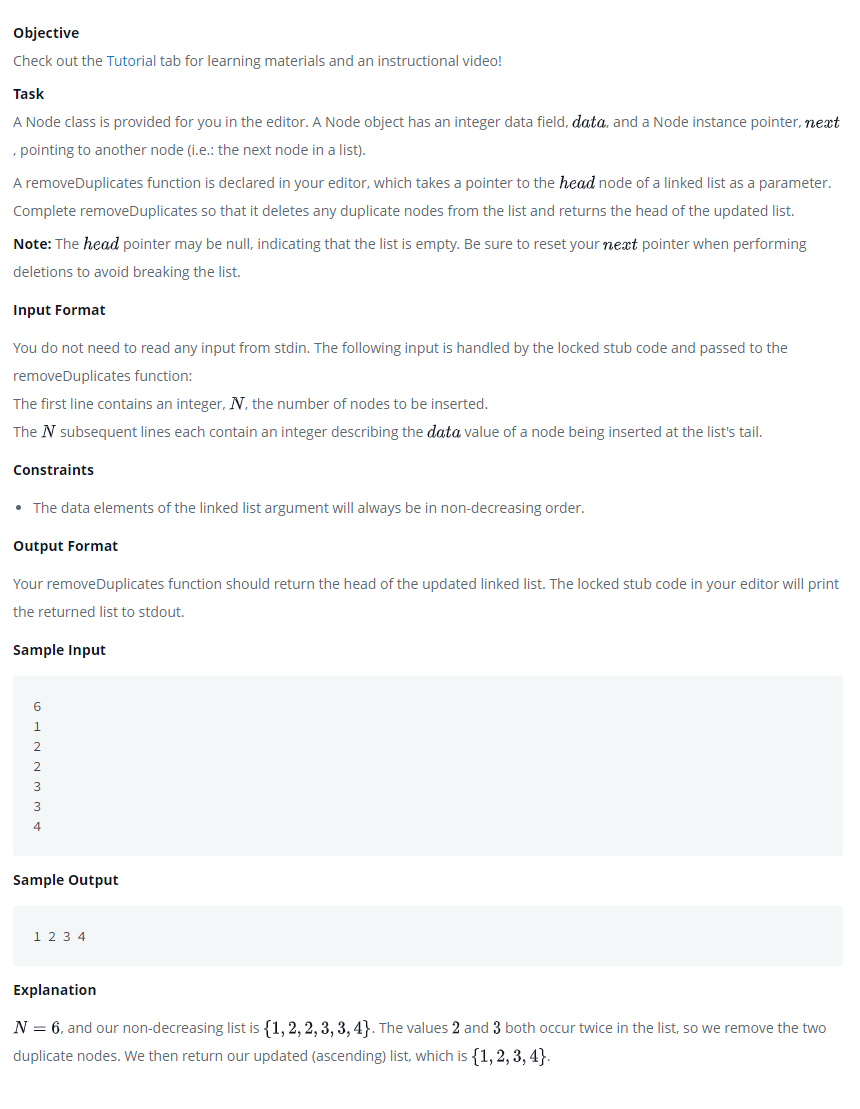 Objective
Check out the Tutorial tab for learning materials and an instructional video!
Task
A Node class is provided for you in the editor. A Node object has an integer data field, data, and a Node instance pointer, next
, pointing to another node (i.e.: the next node in a list).
A removeDuplicates function is declared in your editor, which takes a pointer to the head node of a linked list as a parameter.
Complete removeDuplicates so that it deletes any duplicate nodes from the list and returns the head of the updated list.
Note: The head pointer may be null, indicating that the list is empty. Be sure to reset your next pointer when performing
deletions to avoid breaking the list.
Input Format
You do not need to read any input from stdin. The following input is handled by the locked stub code and passed to the
removeDuplicates function:
The first line contains an integer, N, the number of nodes to be inserted.
The N subsequent lines each contain an integer describing the data value of a node being inserted at the list's tail.
Constraints
• The data elements of the linked list argument will always be in non-decreasing order.
Output Format
Your removeDuplicates function should return the head of the updated linked list. The locked stub code in your editor will print
the returned list to stdout.
Sample Input
6
1
2
2
3
3
4
Sample Output
1 2 3 4
Explanation
N = 6, and our non-decreasing list is {1, 2, 2, 3, 3, 4}. The values 2 and 3 both occur twice in the list, so we remove the two
duplicate nodes. We then return our updated (ascending) list, which is {1, 2, 3, 4}.